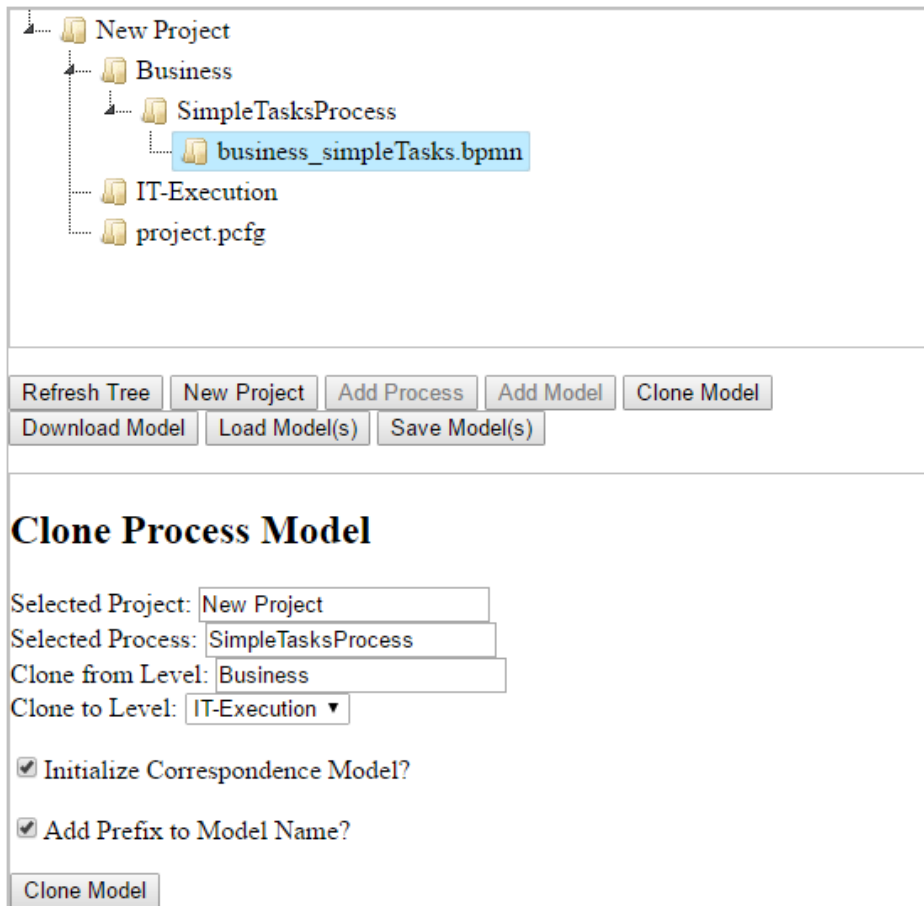 New Project
Business
SimpleTasksProcess
business_simpleTasks.bpmn
IT-Execution
project.pcfg
Refresh Tree New Project Add Process Add Model Clone Model
Download Model Load Model(s) Save Model(s)
Clone Process Model
Selected Project: New Project
Selected Process: SimpleTasksProcess
Clone from Level: Business
Clone to Level: IT-Execution
Initialize Correspondence Model?
Add Prefix to Model Name?
Clone Model